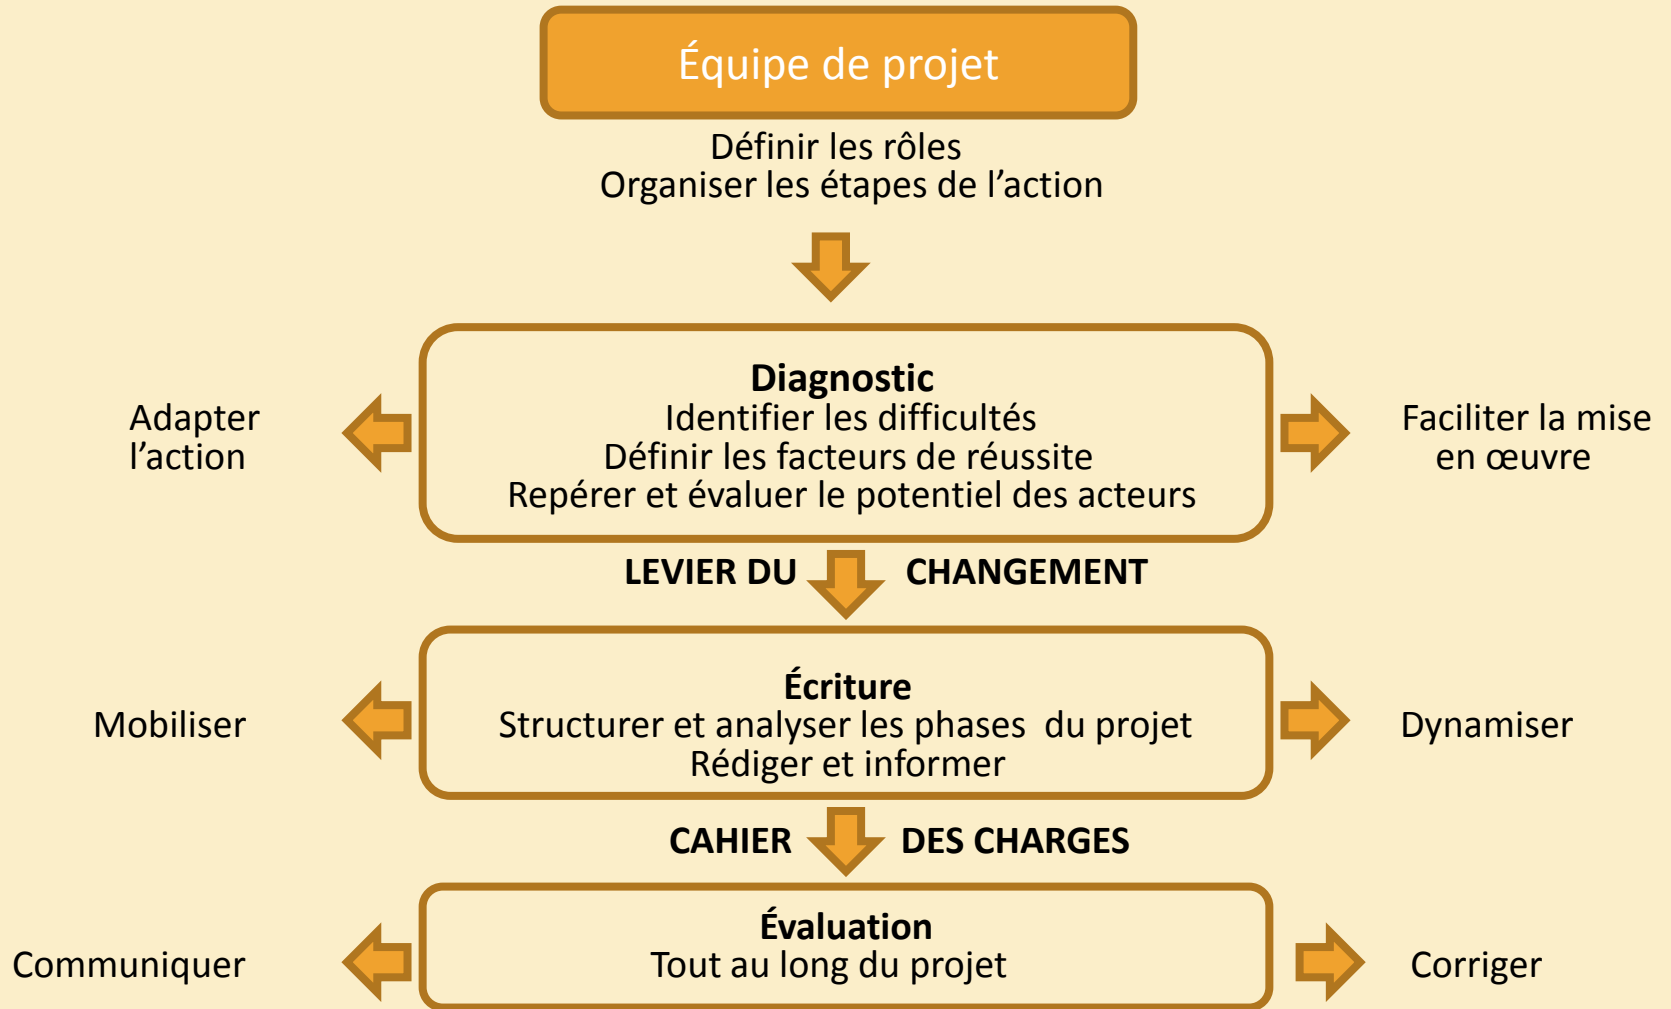 Équipe de projet
Définir les rôles
Organiser les étapes de l’action
Diagnostic
Identifier les difficultés
Définir les facteurs de réussite
Repérer et évaluer le potentiel des acteurs
Adapter
l’action
Faciliter la mise
en œuvre
LEVIER DU CHANGEMENT
Écriture
Structurer et analyser les phases du projet
Rédiger et informer
Mobiliser
Dynamiser
CAHIER DES CHARGES
Évaluation
Tout au long du projet
Communiquer
Corriger